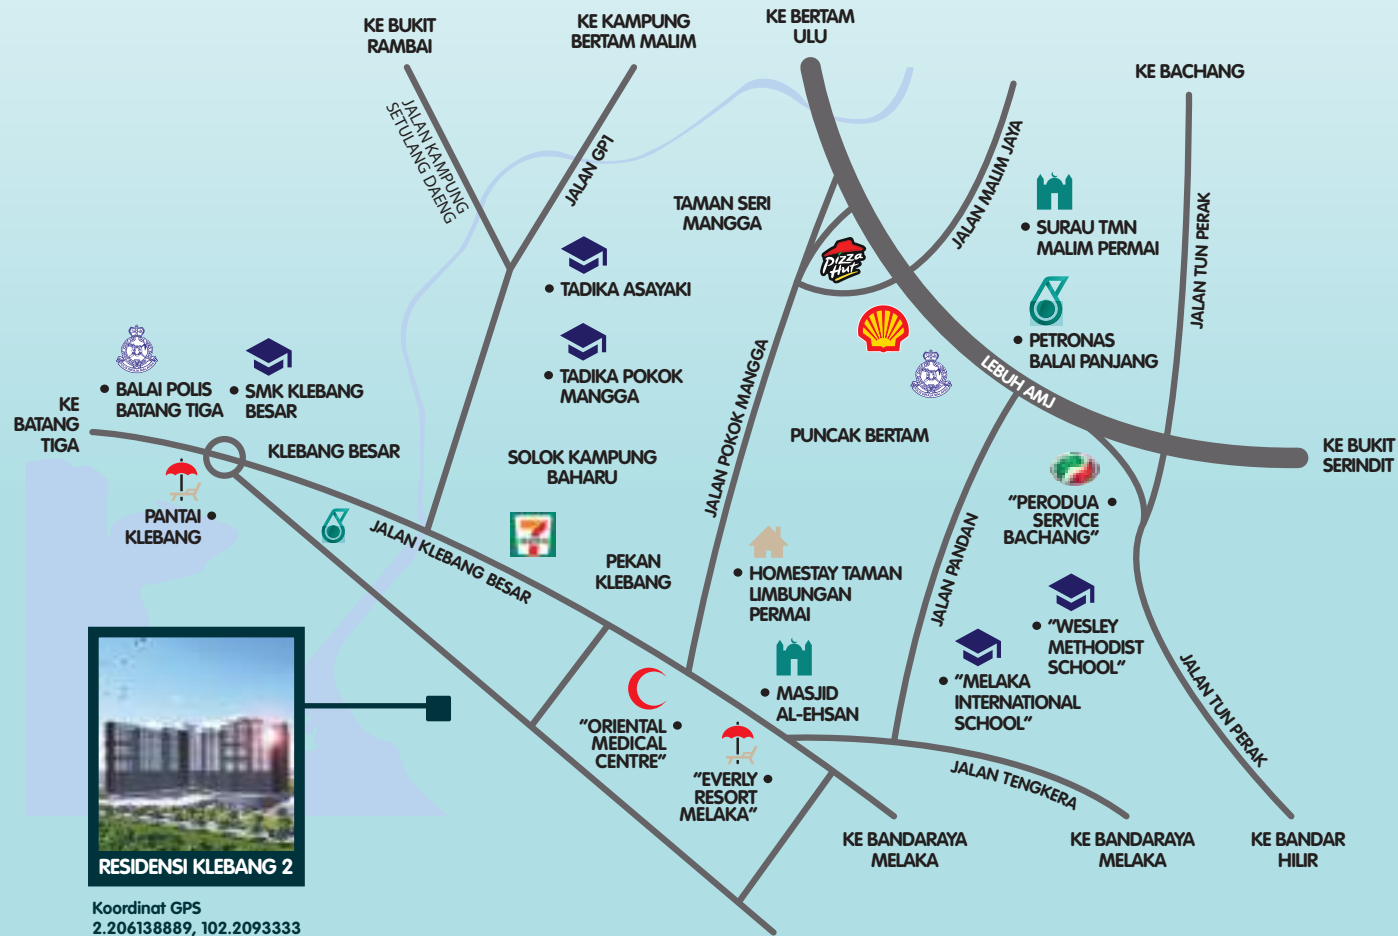 KE BUKIT
RAMBAI
KE KAMPUNG
BERTAM MALIM
KE BERTAM
ULU
KE BACHANG
JALAN KAMPUNG
SETULANG DAENG
JALAN GP1
TAMAN SERI
MANGGA
JALAN MALIM JAYA
• SURAU TMN
MALIM PERMAI
JALAN TUN PERAK
Pizza
Hut
• TADIKA ASAYAKI
• TADIKA POKOK
MANGGA
• PETRONAS
BALAI PANJANG
LEBUH AMJ
• BALAI POLIS
BATANG TIGA
• SMK KLEBANG
BESAR
KE
BATANG
TIGA
KLEBANG BESAR
SOLOK KAMPUNG
BAHARU
JALAN POKOK MANGGA
PUNCAK BERTAM
KE BUKIT
SERINDIT
PANTAI •
KLEBANG
JALAN KLEBANG BESAR
7
PEKAN
KLEBANG
"PERODUA •
SERVICE
BACHANG"
JALAN PANDAN
• HOMESTAY TAMAN
LIMBUNGAN
PERMAI
• "WESLEY
METHODIST
SCHOOL"
• "MELAKA
INTERNATIONAL
SCHOOL"
• MASJID
AL-EHSAN
JALAN TUN PERAK
"ORIENTAL •
MEDICAL
CENTRE"
"EVERLY •
RESORT
MELAKA"
JALAN TENGKERA
KE BANDARAYA
MELAKA
KE BANDARAYA
MELAKA
KE BANDAR
HILIR
RESIDENSI KLEBANG 2
Koordinat GPS
2.206138889, 102.2093333